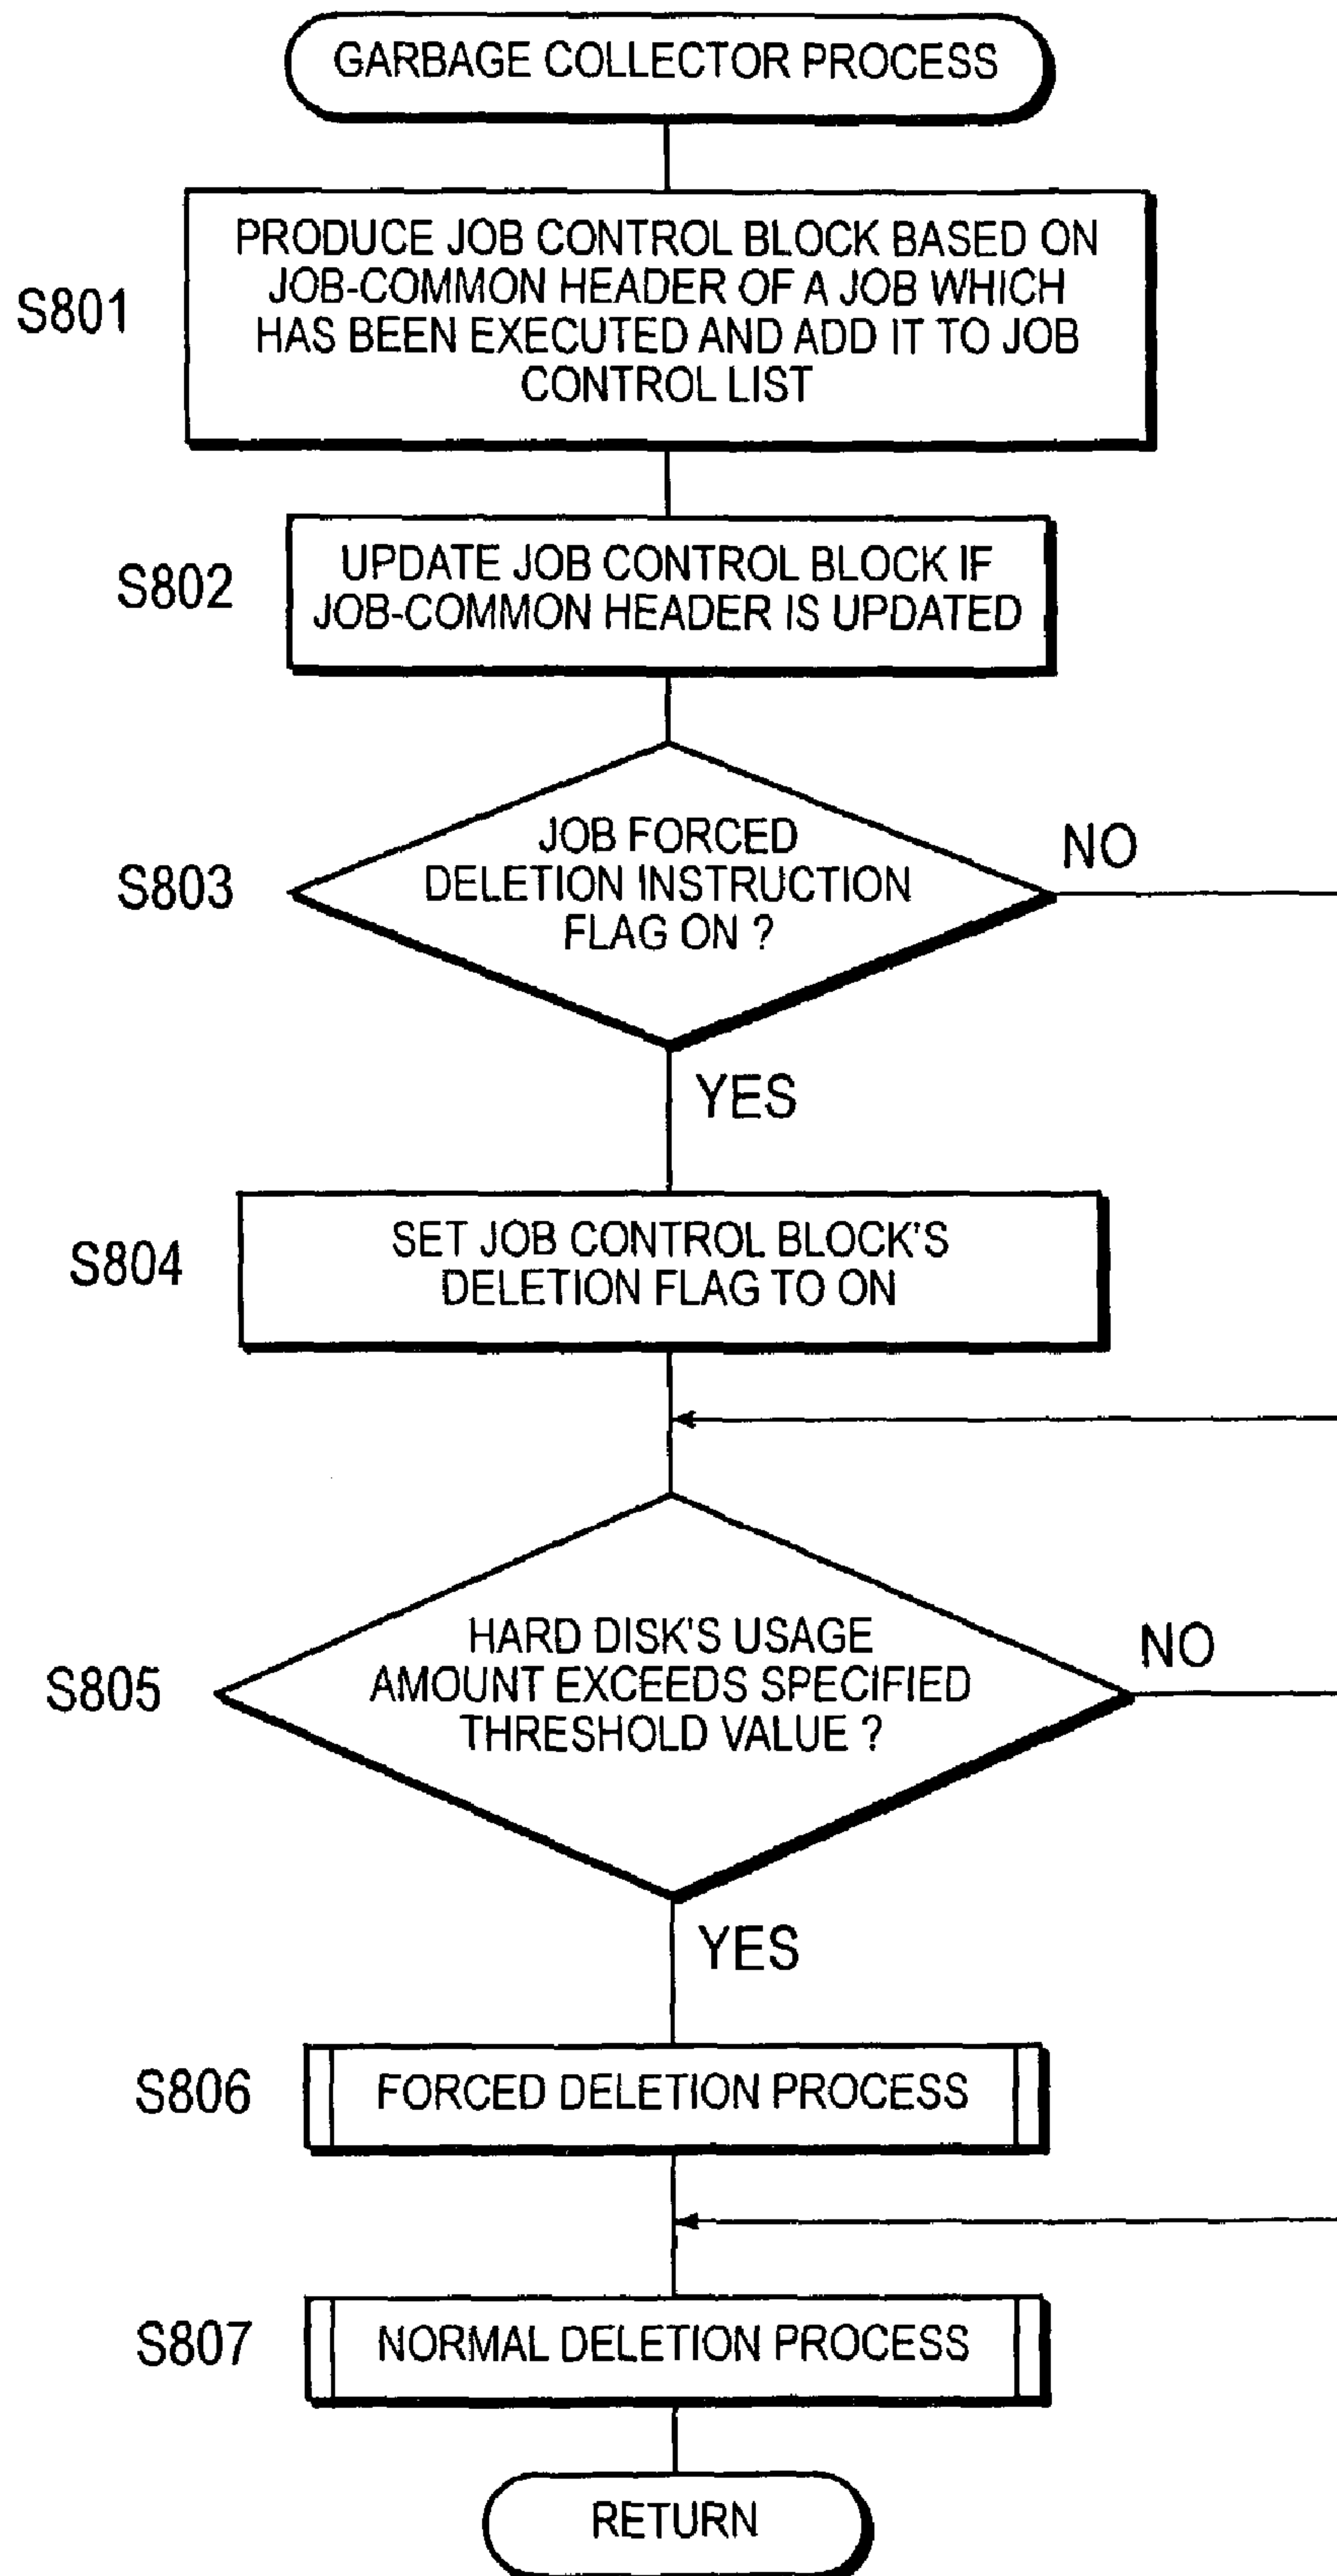 GARBAGE COLLECTOR PROCESS
S801
PRODUCE JOB CONTROL BLOCK BASED ON
JOB-COMMON HEADER OF A JOB WHICH
HAS BEEN EXECUTED AND ADD IT TO JOB
CONTROL LIST
S802
UPDATE JOB CONTROL BLOCK IF
JOB-COMMON HEADER IS UPDATED
S803
JOB FORCED
DELETION INSTRUCTION
FLAG ON ?
NO
YES
S804
SET JOB CONTROL BLOCK'S
DELETION FLAG TO ON
S805
HARD DISK'S USAGE
AMOUNT EXCEEDS SPECIFIED
THRESHOLD VALUE ?
NO
YES
S806
FORCED DELETION PROCESS
S807
NORMAL DELETION PROCESS
RETURN